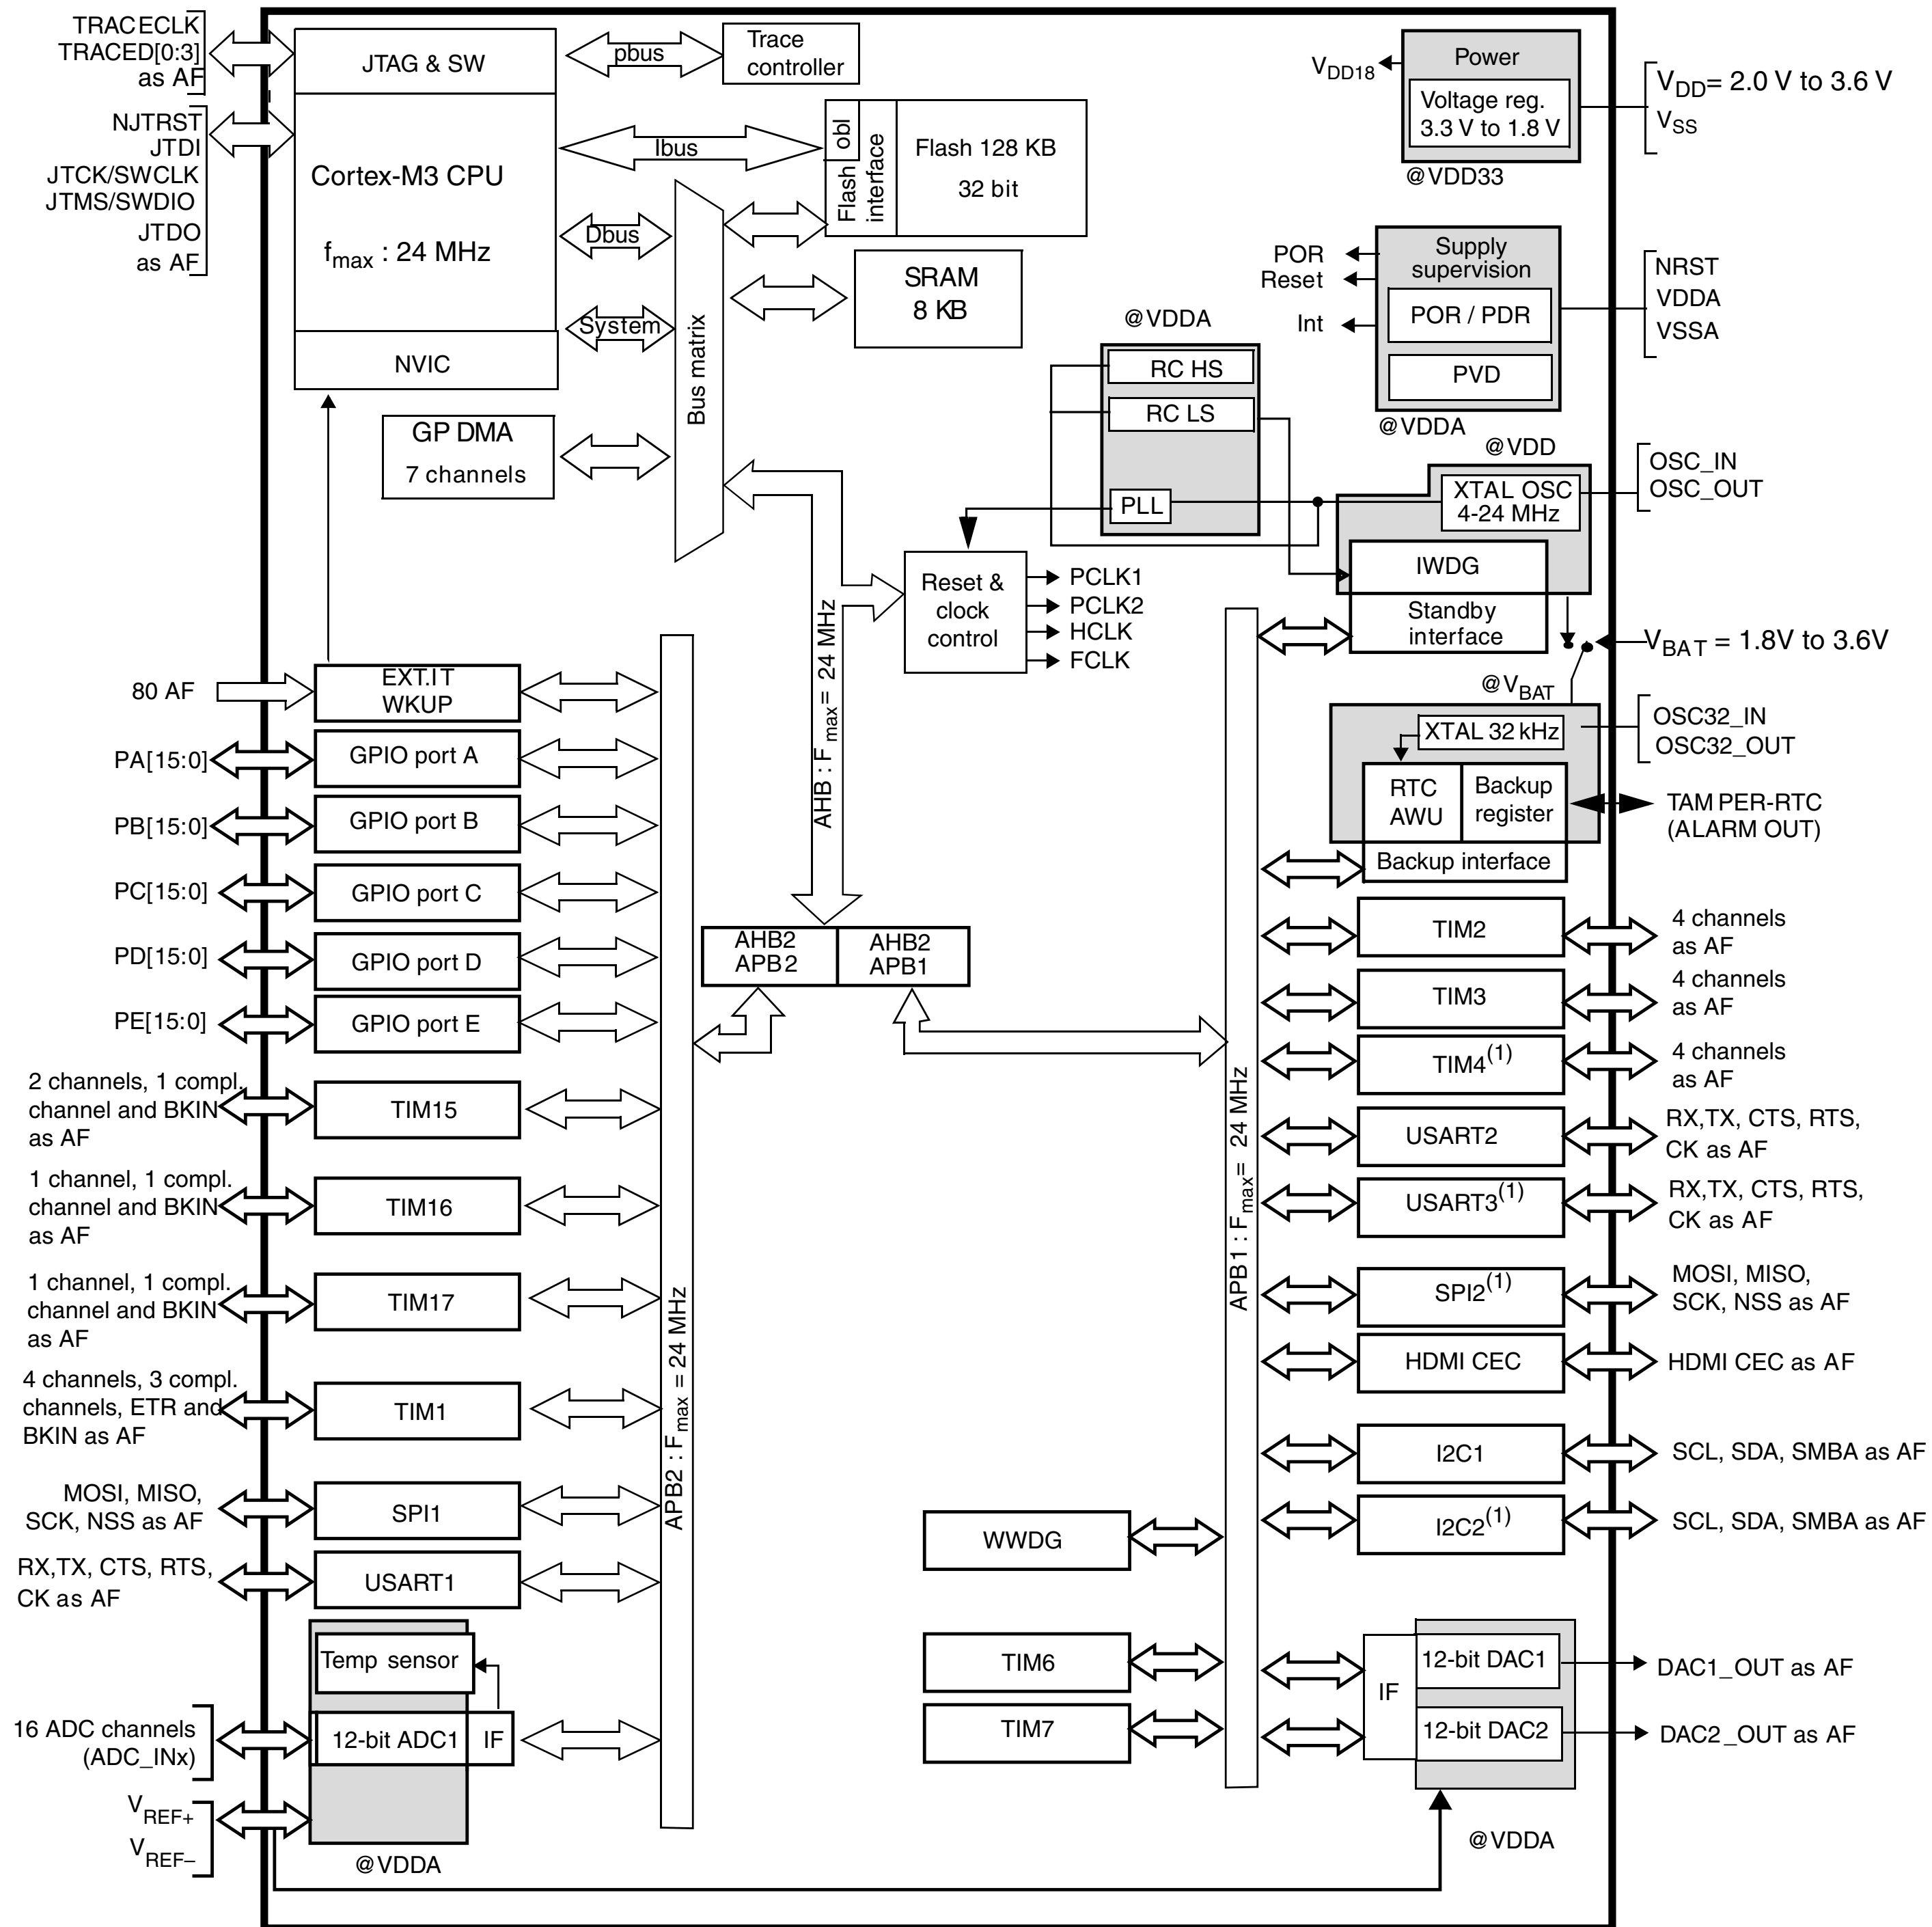 TRACECLK
TRACED[0:3]
as AF
NJTRST
JTDI
JTCK/SWCLK
JTMS/SWDIO
JTDO
as AF
JTAG & SW
Cortex-M3 CPU
fmax : 24 MHz
NVIC
pbus
Trace
controller
Ibus
Dbus
System
Flash
interface
obl
Flash 128 KB
32 bit
SRAM
8 KB
Bus matrix
GP DMA
7 channels
VDD18
Power
Voltage reg.
3.3 V to 1.8 V
@VDD33
VDD= 2.0 V to 3.6 V
VSS
POR
Reset
Int
Supply
supervision
POR / PDR
PVD
@VDDA
NRST
VDDA
VSSA
@VDDA
RC HS
RC LS
PLL
@VDD
XTAL OSC
4-24 MHz
OSC_IN
OSC_OUT
IWDG
Standby
interface
VBAT = 1.8V to 3.6V
Reset &
clock
control
PCLK1
PCLK2
HCLK
FCLK
AHB : Fmax= 24 MHz
@VBAT
XTAL 32 kHz
OSC32_IN
OSC32_OUT
RTC
AWU
Backup
register
Backup interface
TAMPER-RTC
(ALARM OUT)
80 AF
EXT.IT
WKUP
PA[15:0]
GPIO port A
PB[15:0]
GPIO port B
PC[15:0]
GPIO port C
PD[15:0]
GPIO port D
PE[15:0]
GPIO port E
2 channels, 1 compl.
channel and BKIN
as AF
TIM15
1 channel, 1 compl.
channel and BKIN
as AF
TIM16
1 channel, 1 compl.
channel and BKIN
as AF
TIM17
4 channels, 3 compl.
channels, ETR and
BKIN as AF
TIM1
MOSI, MISO,
SCK, NSS as AF
SPI1
RX,TX, CTS, RTS,
CK as AF
USART1
Temp sensor
16 ADC channels
(ADC_INx)
12-bit ADC1
IF
VREF+
VREF–
@VDDA
APB2 : Fmax = 24 MHz
AHB2
APB2
AHB2
APB1
APB1 : Fmax= 24 MHz
TIM2
4 channels
as AF
TIM3
4 channels
as AF
TIM4(1)
4 channels
as AF
USART2
RX,TX, CTS, RTS,
CK as AF
USART3(1)
RX,TX, CTS, RTS,
CK as AF
SPI2(1)
MOSI, MISO,
SCK, NSS as AF
HDMI CEC
HDMI CEC as AF
I2C1
SCL, SDA, SMBA as AF
I2C2(1)
SCL, SDA, SMBA as AF
WWDG
TIM6
TIM7
IF
12-bit DAC1
DAC1_OUT as AF
12-bit DAC2
DAC2_OUT as AF
@VDDA